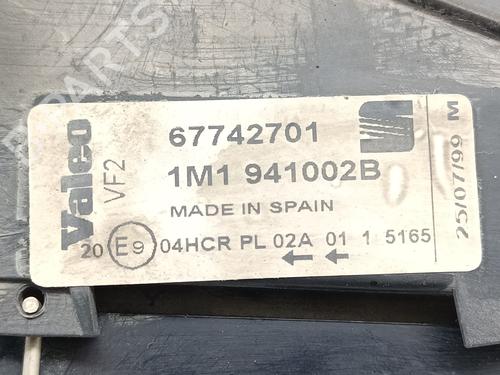 Valeo
VF2
67742701
1M1 941002B
MADE IN SPAIN
20 E9 04HCR PL 02A 01 1 5165
25/07/99 M
PARTS